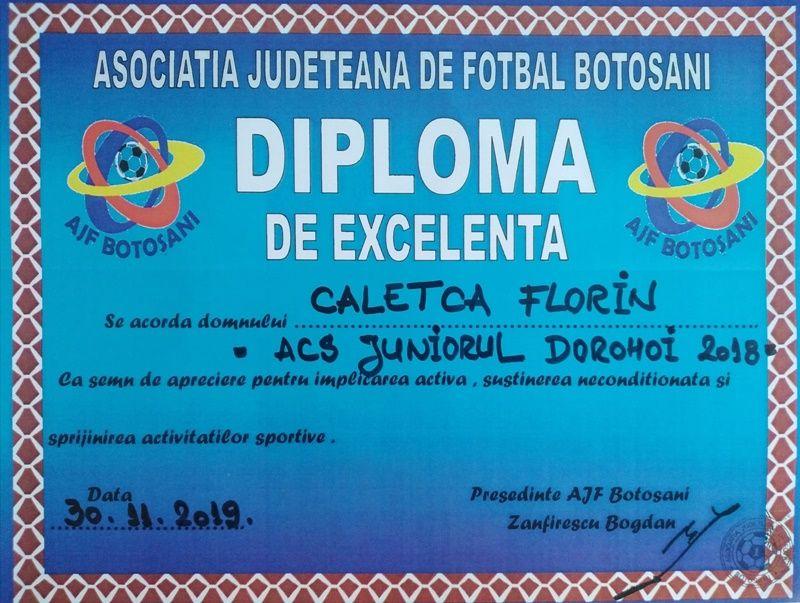 ASOCIATIA JUDETEANA DE FOTBAL BOTOSANI
DIPLOMA
DE EXCELENTA
AJF BOTOSANI
AJF BOTOSANI
Se acorda domnului CALETCA FLORIN
- ACS JUNIORUL DOROHOI 2018 -
Ca semn de apreciere pentru implicarea activa , sustinerea neconditionata si
sprijinirea activitatilor sportive .
Data
30.11.2019.
Presedinte AJF Botosani
Zanfirescu Bogdan